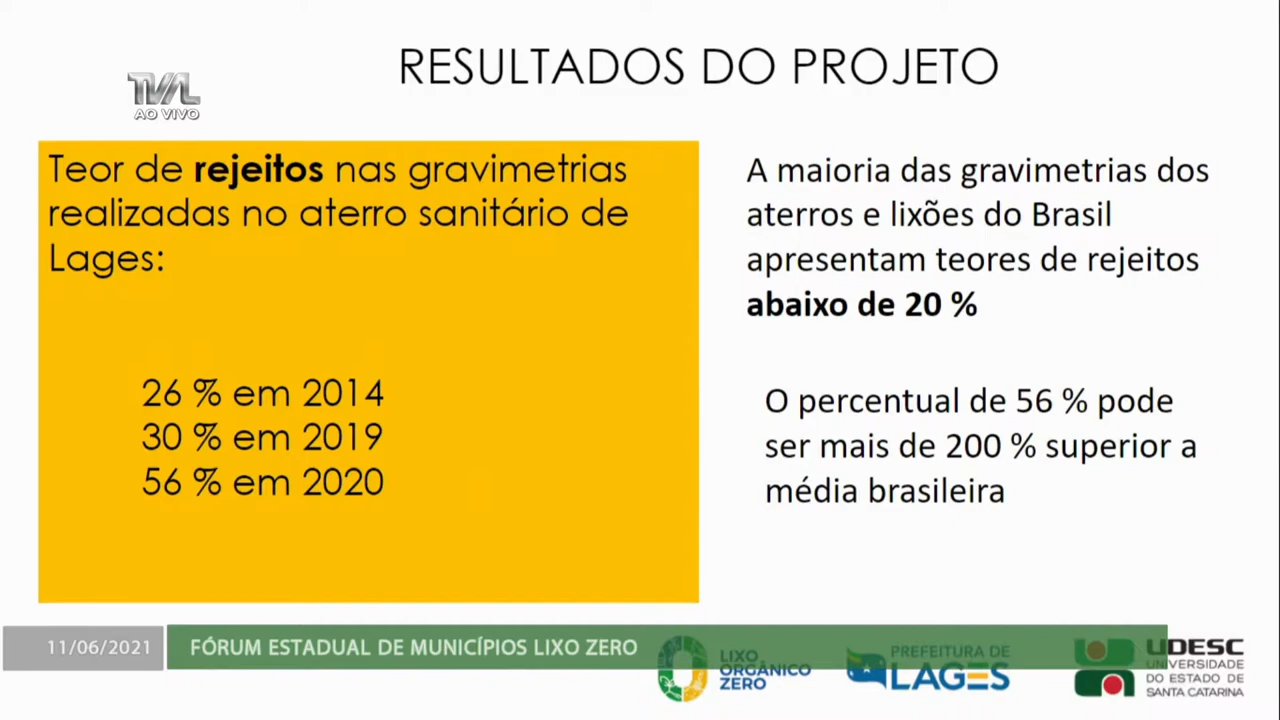 TVAL
AO VIVO
RESULTADOS DO PROJETO
Teor de rejeitos nas gravimetrias
realizadas no aterro sanitário de
Lages:
26 % em 2014
30 % em 2019
56 % em 2020
A maioria das gravimetrias dos
aterros e lixões do Brasil
apresentam teores de rejeitos
abaixo de 20 %
O percentual de 56 % pode
ser mais de 200 % superior a
média brasileira
11/06/2021
FÓRUM ESTADUAL DE MUNICÍPIOS LIXO ZERO
LIXO
ORGÂNICO
ZERO
PREFEITURA DE
LAGES
UDESC
UNIVERSIDADE
DO ESTADO DE
SANTA CATARINA